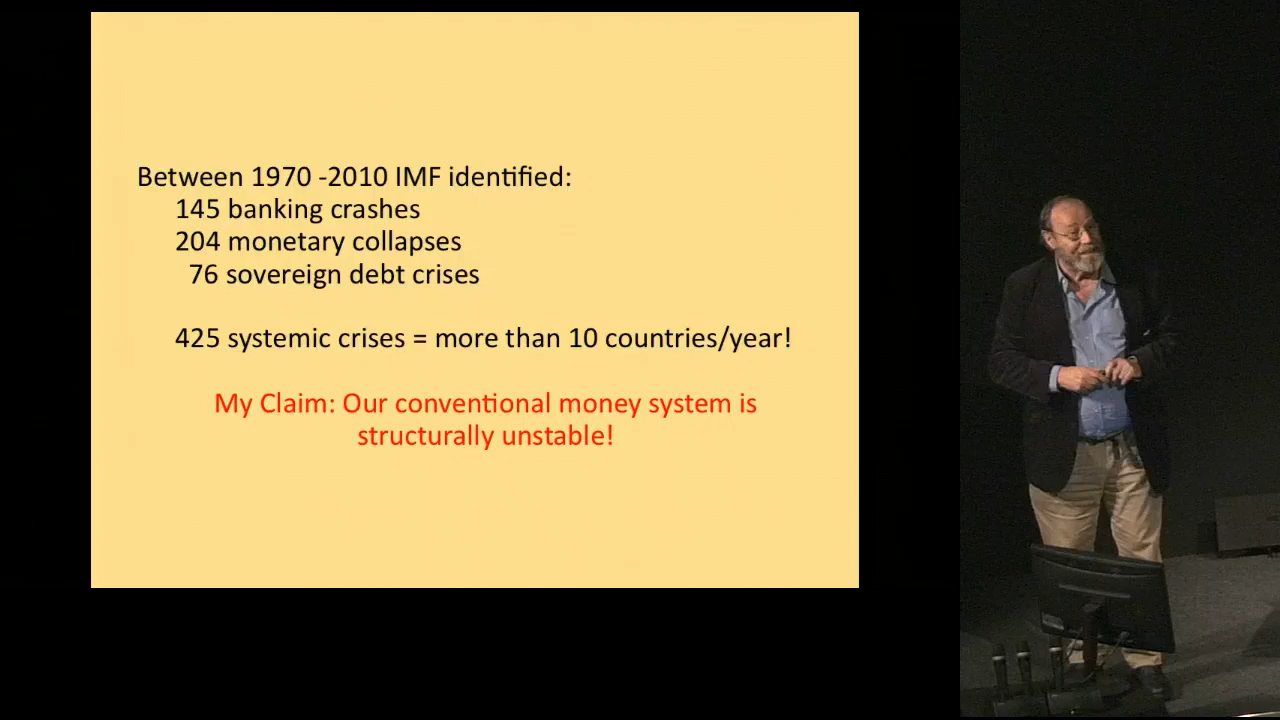 Between 1970 -2010 IMF identified:
145 banking crashes
204 monetary collapses
76 sovereign debt crises
425 systemic crises = more than 10 countries/year!
My Claim: Our conventional money system is
structurally unstable!